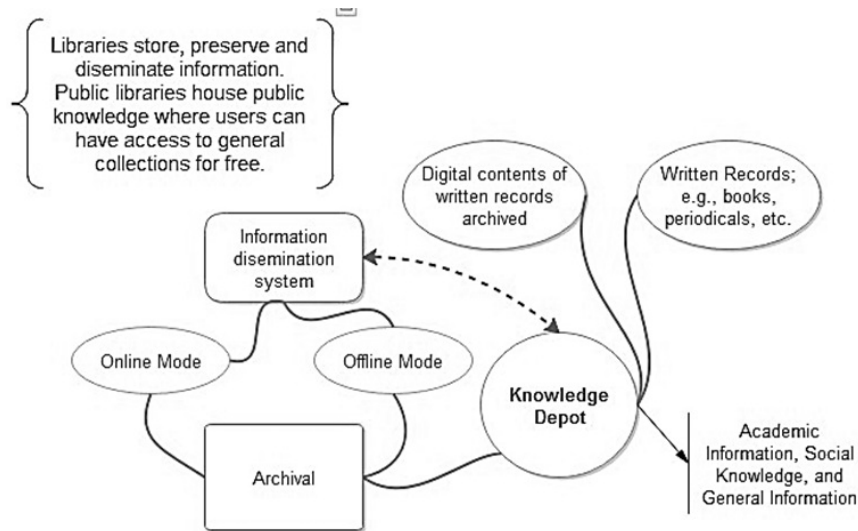 Libraries store, preserve and
diseminate information.
Public libraries house public
knowledge where users can
have access to general
collections for free.
Digital contents of
written records
archived
Written Records;
e.g., books,
periodicals, etc.
Information
disemination
system
Online Mode
Offline Mode
Knowledge
Depot
Archival
Academic
Information, Social
Knowledge, and
General Information